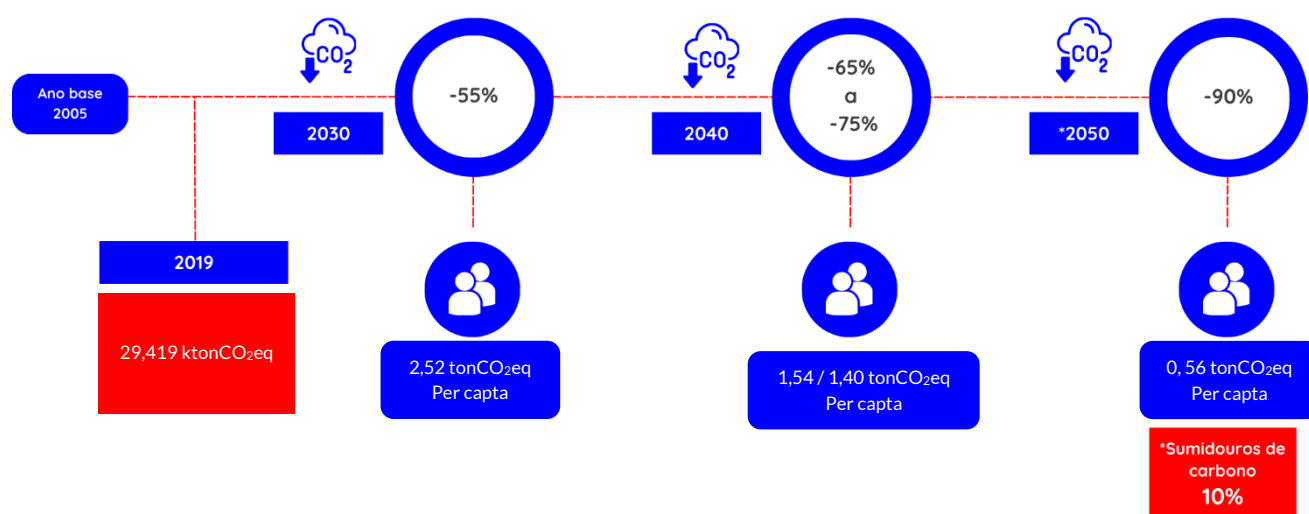 Ano base
2005
CO2
2030
-55%
CO2
2040
-65%
a
-75%
CO2
*2050
-90%
2019
29,419 ktonCO₂eq
2,52 tonCO₂eq
Per capta
1,54 / 1,40 tonCO₂eq
Per capta
0, 56 tonCO₂eq
Per capta
*Sumidouros de
carbono
10%